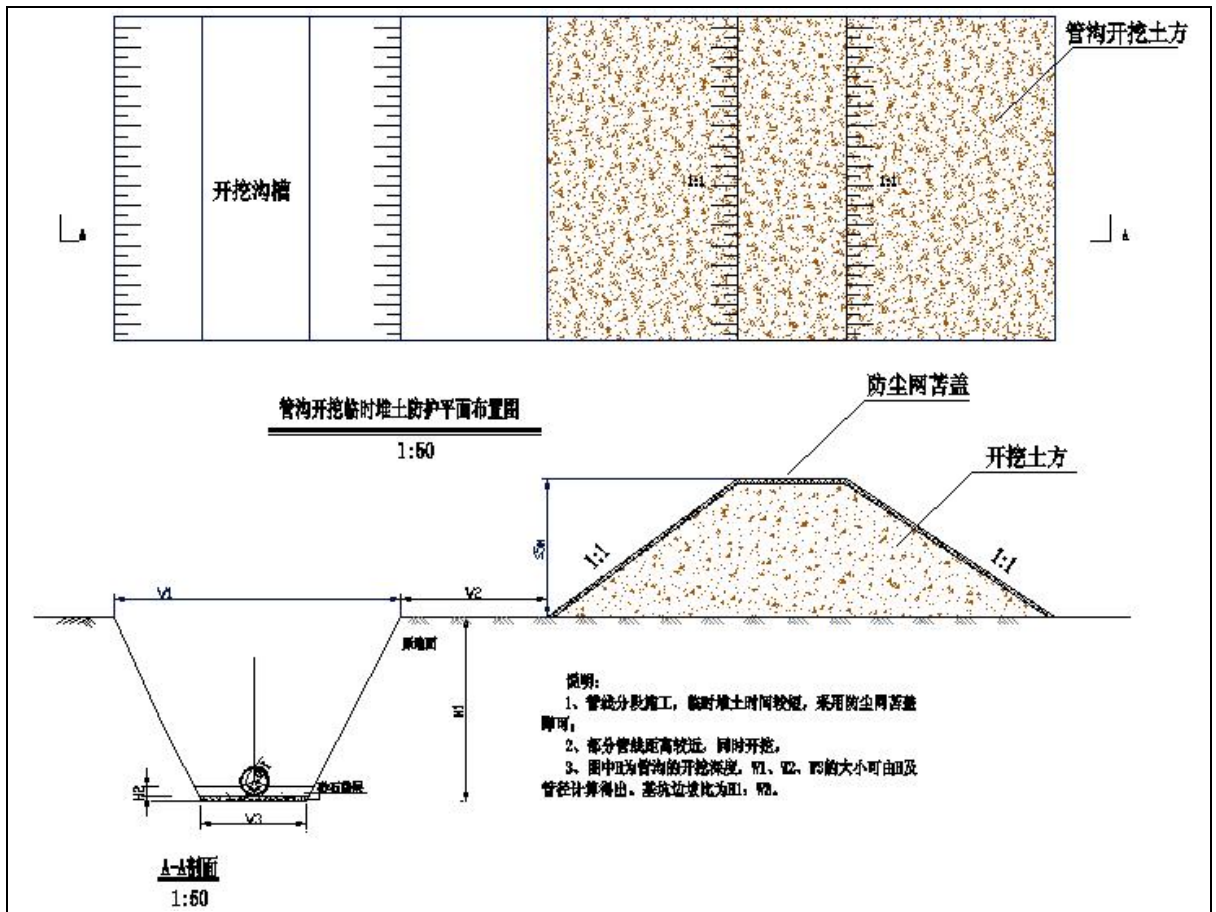 管沟开挖土方
开挖沟槽
1:1
1:1
A
A
管沟开挖临时堆土防护平面布置图
1:50
防尘网苫盖
开挖土方
1:1
1:1
W1
W2
原地面
H1
H2
W3
A-A剖面
1:50
说明:
1、管线分段施工，临时堆土时间较短，采用防尘网苫盖
即可；
2、部分管线距离较近，同时开挖。
3、图中H为管沟的开挖深度，W1、W2、W3的大小可由H及
管径计算得出。基坑边坡比为H1：W3。